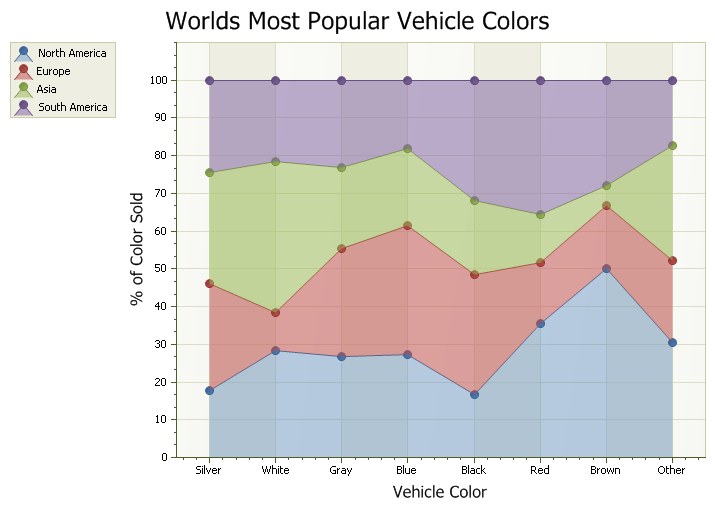 Worlds Most Popular Vehicle Colors
North America
Europe
Asia
South America
% of Color Sold
100
90
80
70
60
50
40
30
20
10
0
Silver White Gray Blue Black Red Brown Other
Vehicle Color